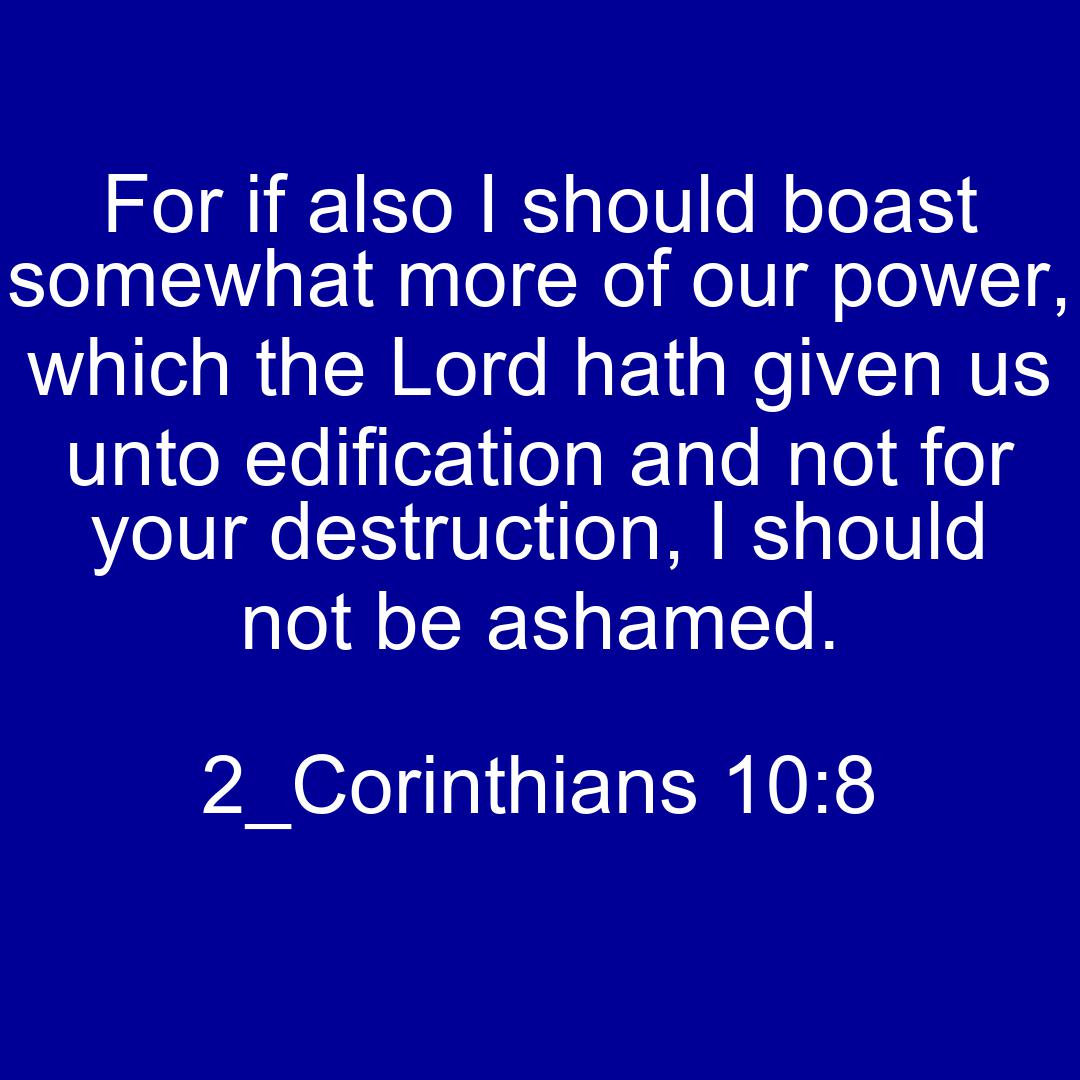 For if also I should boast
somewhat more of our power,
which the Lord hath given us
unto edification and not for
your destruction, I should
not be ashamed.
2_Corinthians 10:8